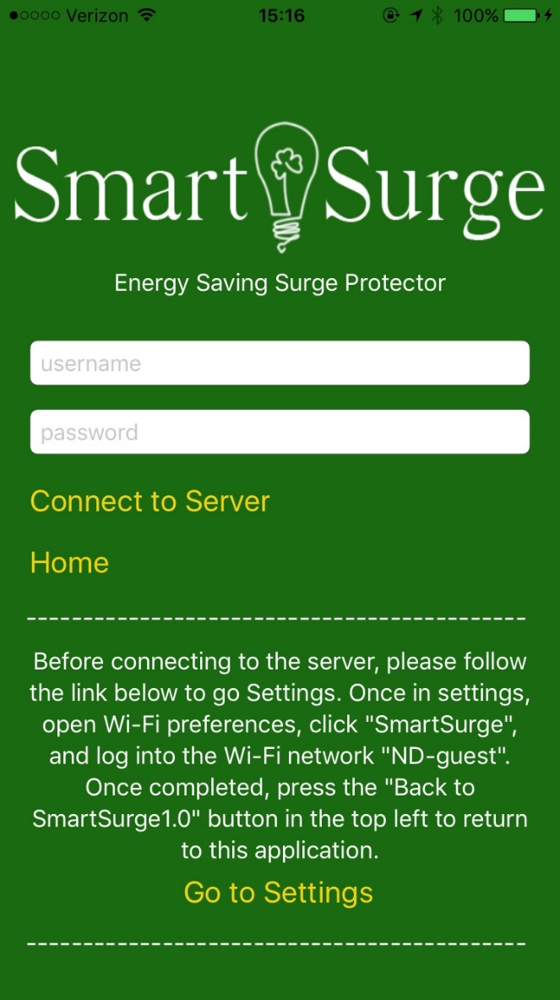 Verizon 15:16 100%
Smart Surge
Energy Saving Surge Protector
username
password
Connect to Server
Home
--------------------------------------------
Before connecting to the server, please follow
the link below to go Settings. Once in settings,
open Wi-Fi preferences, click "SmartSurge",
and log into the Wi-Fi network "ND-guest".
Once completed, press the "Back to
SmartSurge1.0" button in the top left to return
to this application.
Go to Settings
--------------------------------------------